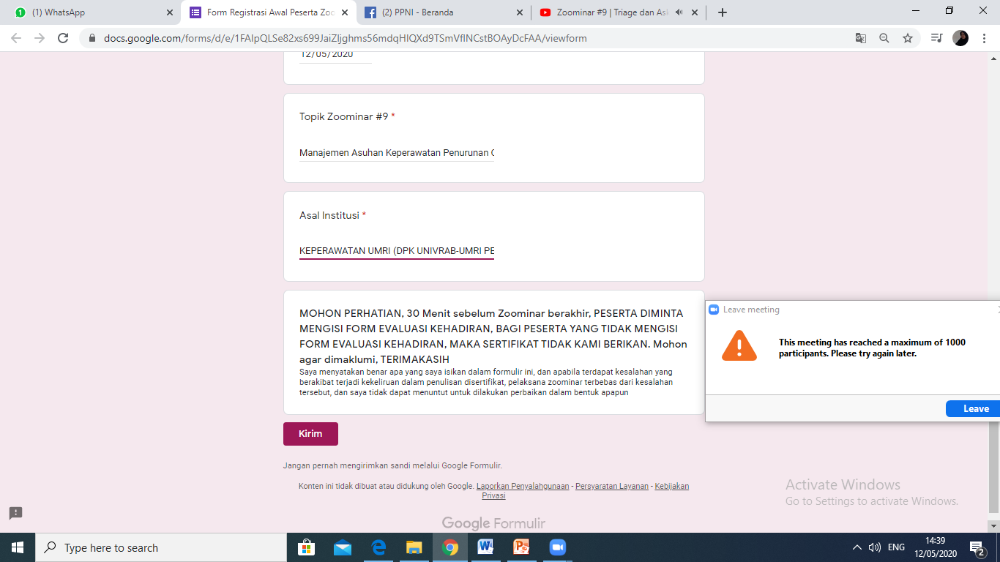 (1) WhatsApp
Form Registrasi Awal Peserta Zoo
(2) PPNI - Beranda
Zoominar #9 | Triage dan As
docs.google.com/forms/d/e/1FAIpQLSe82xs699JaiZIjghms56mdqHIQXd9TSmVfINCstBOAyDcFAA/viewform
12/05/2020
Topik Zoominar #9 *
Manajemen Asuhan Keperawatan Penurunan
Asal Institusi *
KEPERAWATAN UMRI (DPK UNIVRAB-UMRI PE
MOHON PERHATIAN, 30 Menit sebelum Zoominar berakhir, PESERTA DIMINTA
MENGISI FORM EVALUASI KEHADIRAN, BAGI PESERTA YANG TIDAK MENGISI
FORM EVALUASI KEHADIRAN, MAKA SERTIFIKAT TIDAK KAMI BERIKAN. Mohon
agar dimaklumi, TERIMAKASIH
Saya menyatakan benar apa yang saya isikan dalam formulir ini, dan apabila terdapat kesalahan yang
berakibat terjadi kekeliruan dalam penulisan disertifikat, pelaksana zoominar terbebas dari kesalahan
tersebut, dan saya tidak dapat menuntut untuk dilakukan perbaikan dalam bentuk apapun
Leave meeting
This meeting has reached a maximum of 1000
participants. Please try again later.
Leave
Kirim
Jangan pernah mengirimkan sandi melalui Google Formulir.
Konten ini tidak dibuat atau didukung oleh Google. Laporkan Penyalahgunaan - Persyaratan Layanan - Kebijakan
Privasi
Google Formulir
Activate Windows
Go to Settings to activate Windows.
Type here to search
ENG
14:39
12/05/2020
2